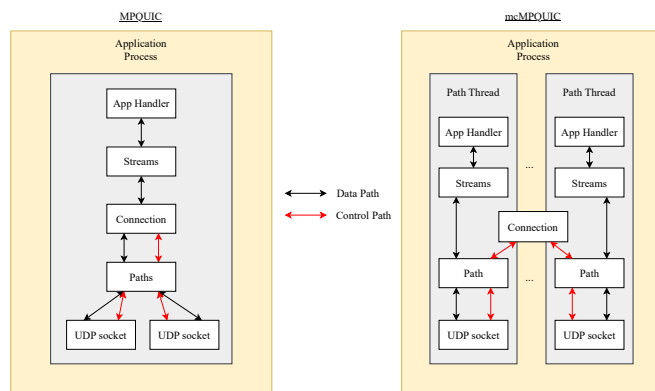 MPQUIC
Application
Process
App Handler
Streams
Connection
Paths
UDP socket
UDP socket
Data Path
Control Path
mcMPQUIC
Application
Process
Path Thread
Path Thread
App Handler
App Handler
...
Streams
Streams
Connection
Path
...
Path
UDP socket
UDP socket